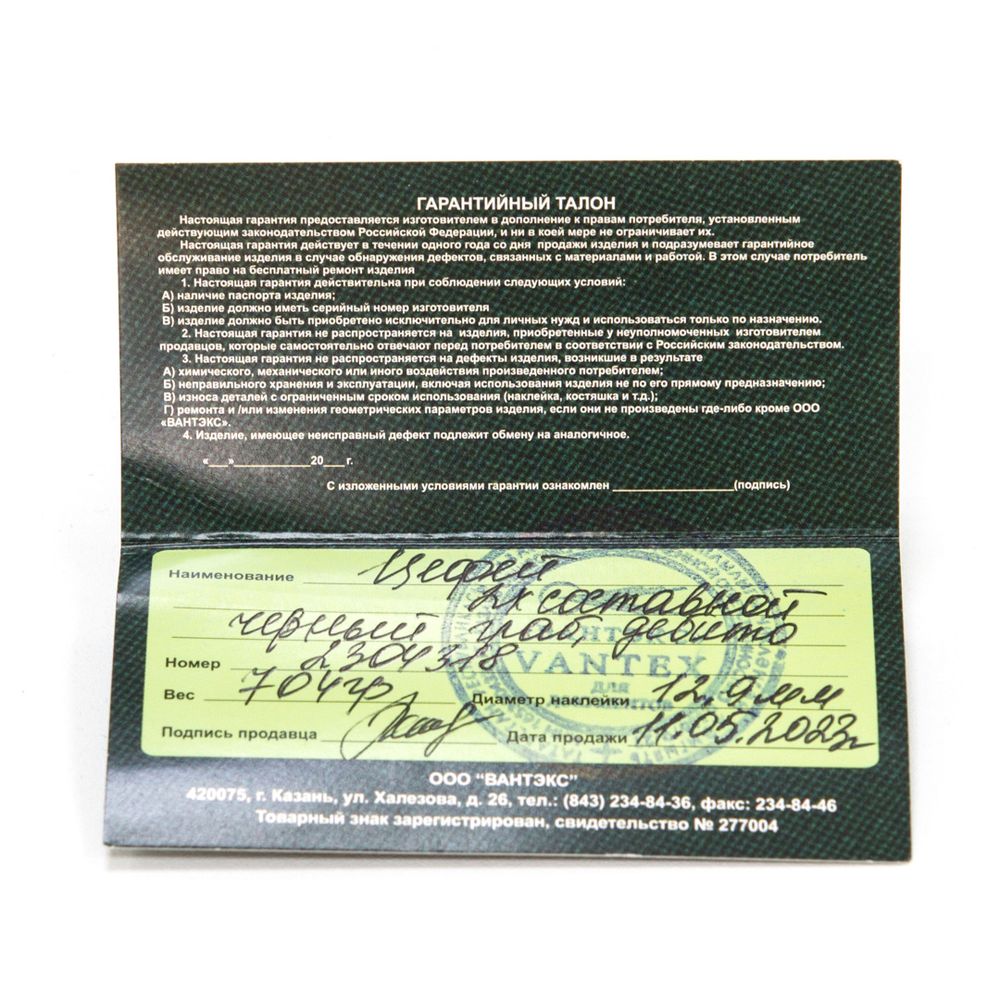 ГАРАНТИЙНЫЙ ТАЛОН
Настоящая гарантия предоставляется изготовителем в дополнение к правам потребителя, установленным
действующим законодательством Российской Федерации, и ни в коей мере не ограничивает их.
Настоящая гарантия действует в течении одного года со дня продажи изделия и подразумевает гарантийное
обслуживание изделия в случае обнаружения дефектов, связанных с материалами и работой. В этом случае потребитель
имеет право на бесплатный ремонт изделия
1. Настоящая гарантия действительна при соблюдении следующих условий:
А) наличие паспорта изделия;
Б) изделие должно иметь серийный номер изготовителя
В) изделие должно быть приобретено исключительно для личных нужд и использоваться только по назначению.
2. Настоящая гарантия не распространяется на изделия, приобретенные у неуполномоченных изготовителем
продавцов, которые самостоятельно отвечают перед потребителем в соответствии с Российским законодательством.
3. Настоящая гарантия не распространяется на дефекты изделия, возникшие в результате
А) химического, механического или иного воздействия произведенного потребителем;
Б) неправильного хранения и эксплуатации, включая использования изделия не по его прямому предназначению;
В) износа деталей с ограниченным сроком использования (наклейка, костяшка и т.д.);
Г) ремонта и /или изменения геометрических параметров изделия, если они не произведены где-либо кроме ООО
«ВАНТЭКС».
4. Изделие, имеющее неисправный дефект подлежит обмену на аналогичное.
«___»____________20___г.
С изложенными условиями гарантии ознакомлен ____________________(подпись)
Наименование Цефей
2х составной
черный граб, девито
Номер 2304318
VANTEX
для
Вес 704гр Диаметр наклейки 12,9мм
Подпись продавца Дата продажи 11.05.2023г
ООО "ВАНТЭКС"
420075, г. Казань, ул. Халезова, д. 26, тел.: (843) 234-84-36, факс: 234-84-46
Товарный знак зарегистрирован, свидетельство № 277004